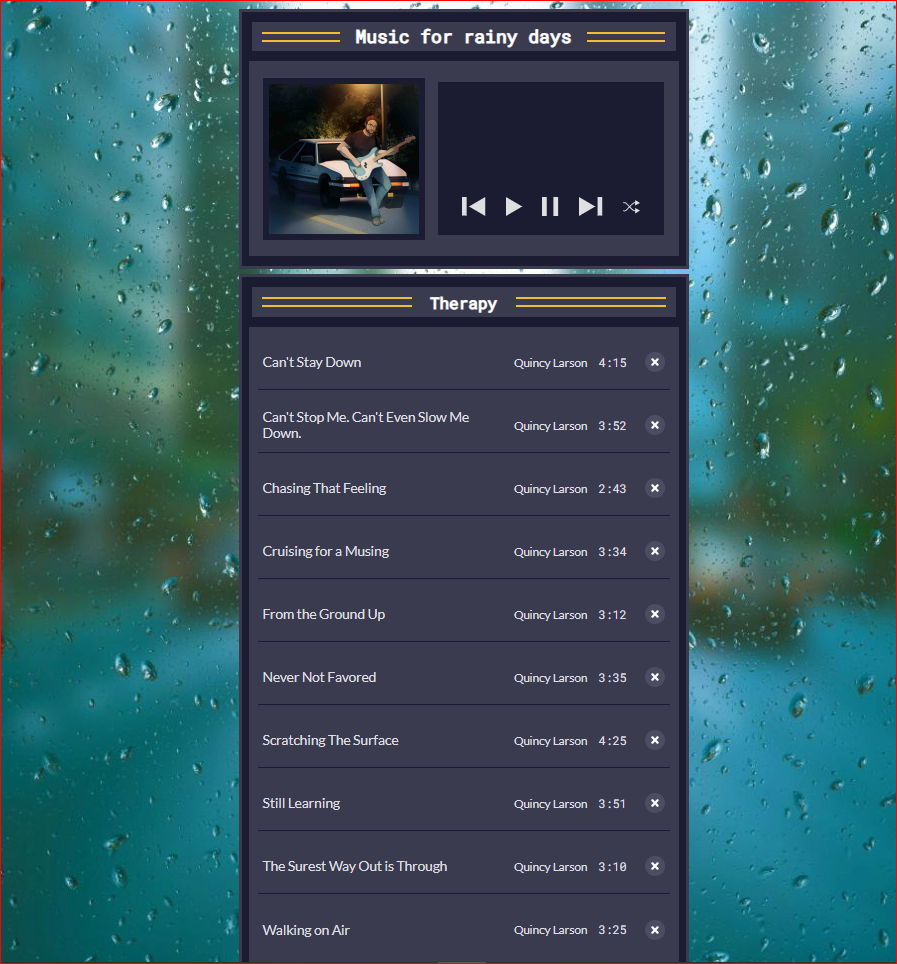 Music for rainy days
Therapy
Can't Stay Down Quincy Larson 4:15
Can't Stop Me. Can't Even Slow Me
Down. Quincy Larson 3:52
Chasing That Feeling Quincy Larson 2:43
Cruising for a Musing Quincy Larson 3:34
From the Ground Up Quincy Larson 3:12
Never Not Favored Quincy Larson 3:35
Scratching The Surface Quincy Larson 4:25
Still Learning Quincy Larson 3:51
The Surest Way Out is Through Quincy Larson 3:10
Walking on Air Quincy Larson 3:25